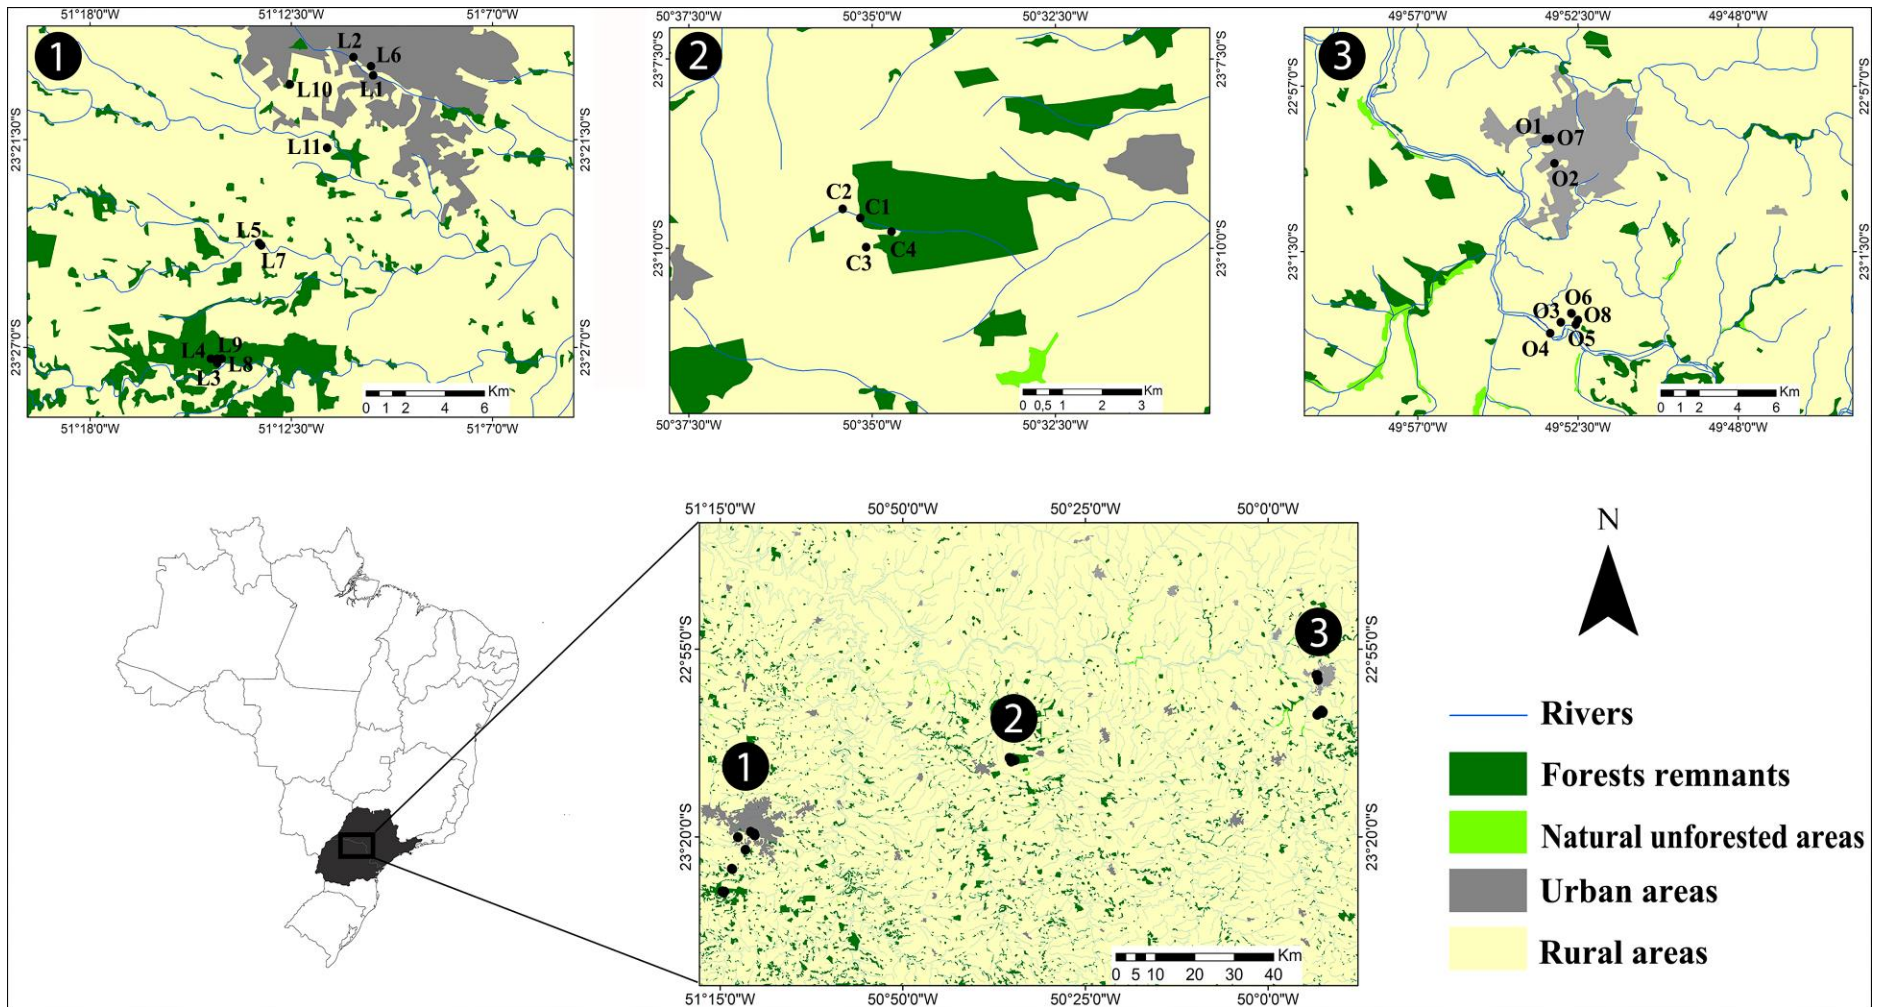 51°18'0"W 51°12'30"W 51°7'0"W
1
L2
L6
L10 L1
L11
L5
L7
L4 L9
L8
L3
23°21'30"S
23°27'0"S
23°21'30"S
23°27'0"S
Km
0 1 2 4 6
51°18'0"W 51°12'30"W 51°7'0"W
50°37'30"W 50°35'0"W 50°32'30"W
2
C2
C1
C4
C3
23°7'30"S
23°10'0"S
23°7'30"S
23°10'0"S
Km
0 0,5 1 2 3
50°37'30"W 50°35'0"W 50°32'30"W
49°57'0"W 49°52'30"W 49°48'0"W
3
O1 O7
O2
O6
O3 O8
O5
O4
22°57'0"S
23°1'30"S
22°57'0"S
23°1'30"S
Km
0 1 2 4 6
49°57'0"W 49°52'30"W 49°48'0"W
51°15'0"W 50°50'0"W 50°25'0"W 50°0'0"W
3
2
1
22°55'0"S
23°20'0"S
22°55'0"S
23°20'0"S
Km
0 5 10 20 30 40
51°15'0"W 50°50'0"W 50°25'0"W 50°0'0"W
N
Rivers
Forests remnants
Natural unforested areas
Urban areas
Rural areas